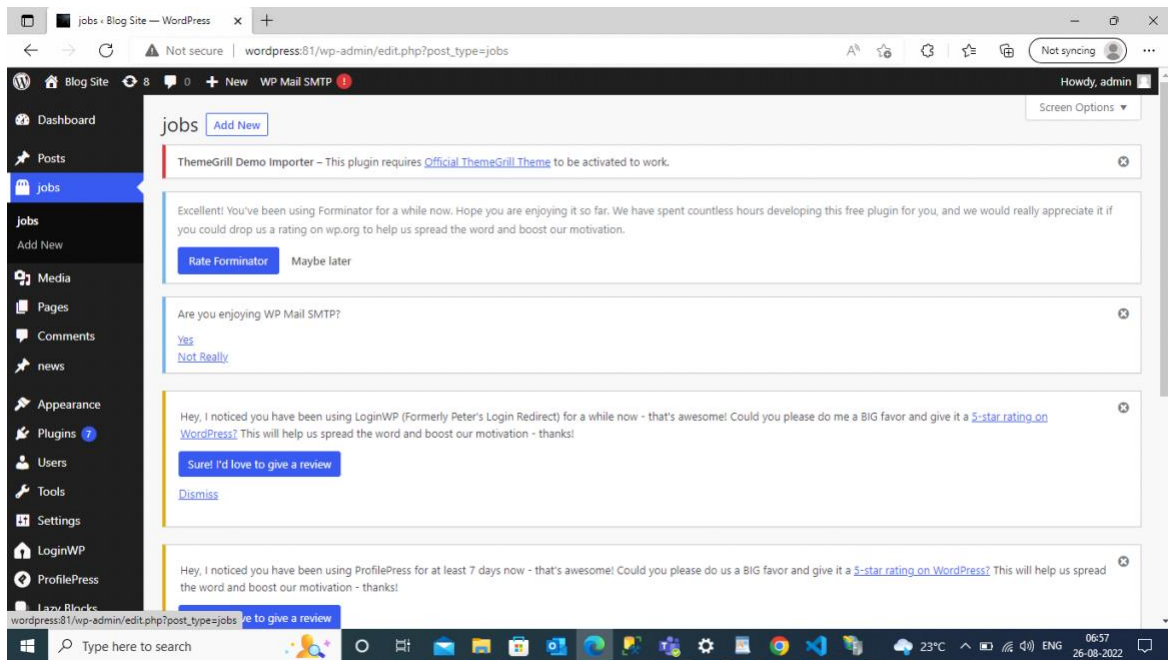 jobs ‹ Blog Site — WordPress
Not secure
wordpress:81/wp-admin/edit.php?post_type=jobs
Not syncing
Blog Site
8
0
New
WP Mail SMTP
!
Howdy, admin
Screen Options
Dashboard
Posts
jobs
jobs
Add New
Media
Pages
Comments
news
Appearance
Plugins 7
Users
Tools
Settings
LoginWP
ProfilePress
Lazy Blocks
jobs
Add New
ThemeGrill Demo Importer – This plugin requires Official ThemeGrill Theme to be activated to work.
Excellent! You've been using Forminator for a while now. Hope you are enjoying it so far. We have spent countless hours developing this free plugin for you, and we would really appreciate it if
you could drop us a rating on wp.org to help us spread the word and boost our motivation.
Rate Forminator
Maybe later
Are you enjoying WP Mail SMTP?
Yes
Not Really
Hey, I noticed you have been using LoginWP (Formerly Peter's Login Redirect) for a while now - that's awesome! Could you please do me a BIG favor and give it a 5-star rating on
WordPress? This will help us spread the word and boost our motivation - thanks!
Sure! I'd love to give a review
Dismiss
Hey, I noticed you have been using ProfilePress for at least 7 days now - that's awesome! Could you please do us a BIG favor and give it a 5-star rating on WordPress? This will help us spread
the word and boost our motivation - thanks!
ve to give a review
wordpress:81/wp-admin/edit.php?post_type=jobs
Type here to search
23°C
ENG
06:57
26-08-2022